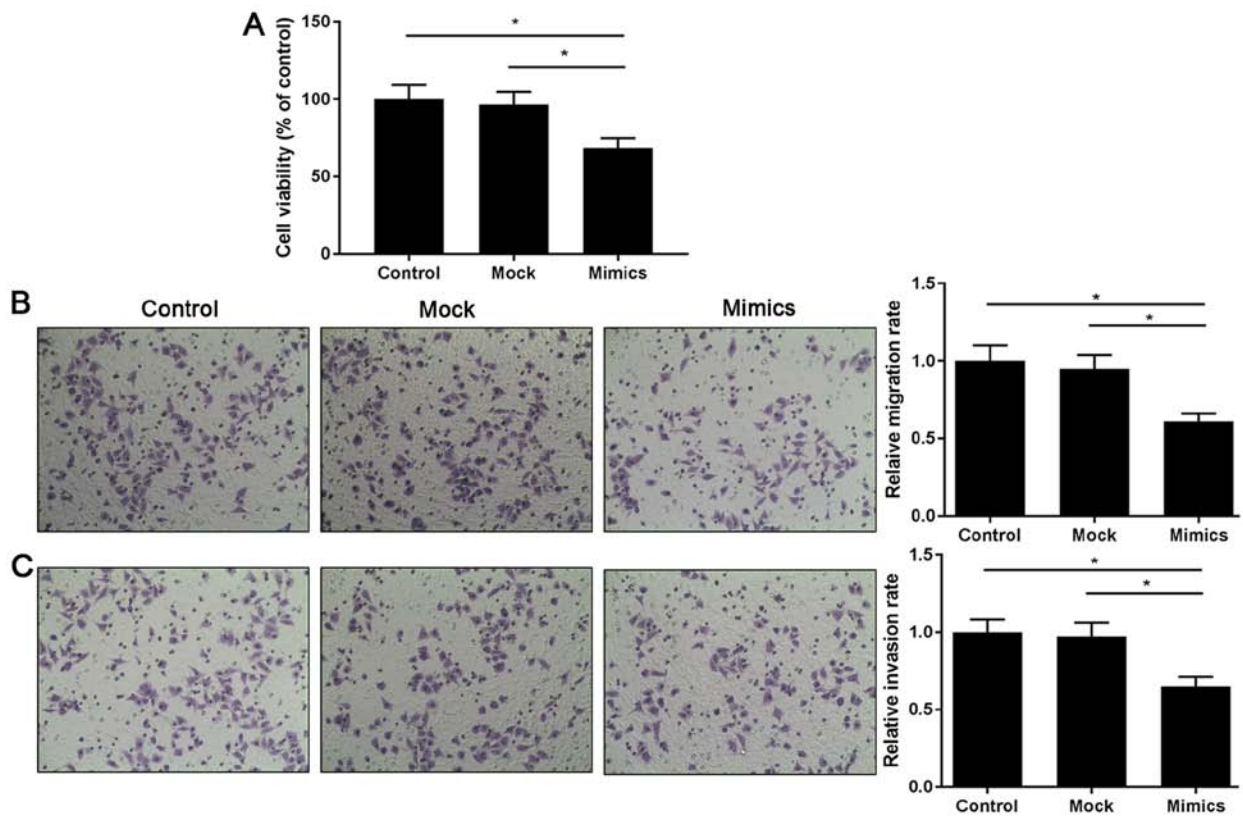 A
Cell viability (% of control)
150
100
50
0
*
*
Control Mock Mimics
B
Control Mock Mimics
Relaive migration rate
1.5
1.0
0.5
0.0
*
*
Control Mock Mimics
C
Relative invasion rate
1.5
1.0
0.5
0.0
*
*
Control Mock Mimics